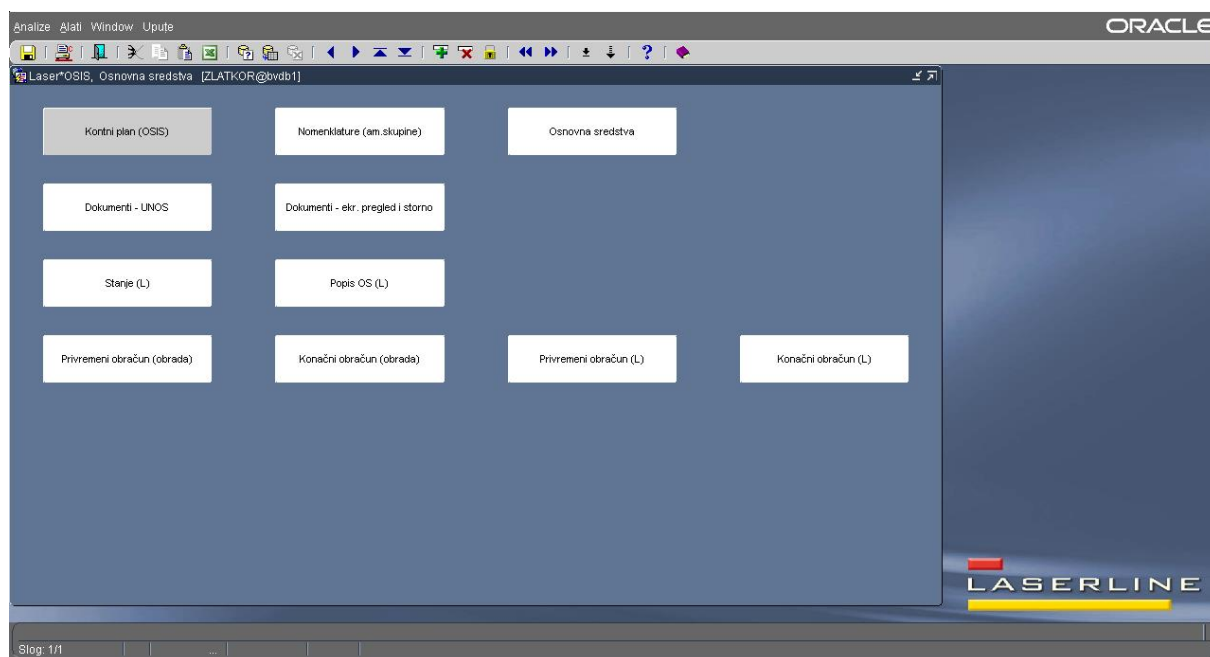 Analize Alati Window Upute
ORACLE
Laser*OSIS, Osnovna sredstva [ZLATKOR@bvdb1]
Kontni plan (OSIS) Nomenklature (am.skupine) Osnovna sredstva
Dokumenti - UNOS Dokumenti - ekr. pregled i storno
Stanje (L) Popis OS (L)
Privremeni obračun (obrada) Konačni obračun (obrada) Privremeni obračun (L) Konačni obračun (L)
LASERLINE
Slog: 1/1 ...